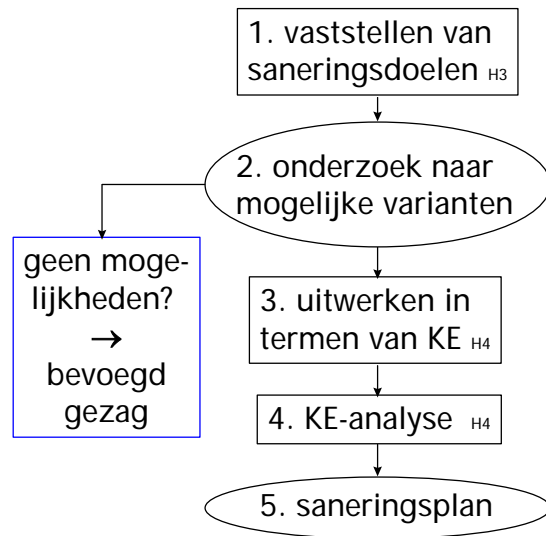 1. vaststellen van
saneringsdoelen H3
2. onderzoek naar
mogelijke varianten
geen moge-
lijkheden?
→
bevoegd
gezag
3. uitwerken in
termen van KE H4
4. KE-analyse H4
5. saneringsplan